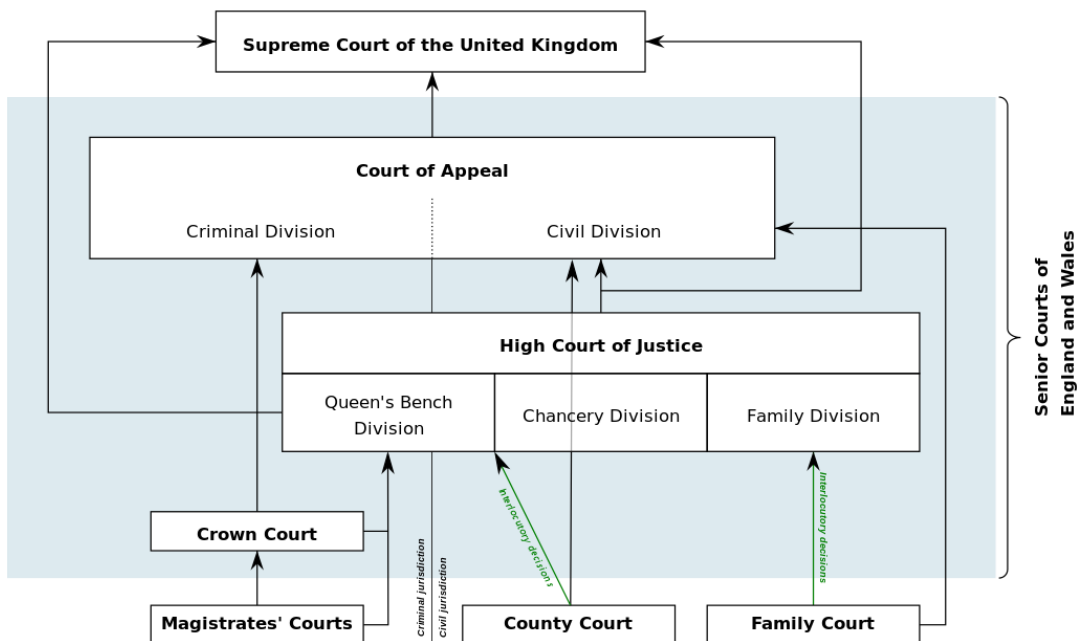 Supreme Court of the United Kingdom
Court of Appeal
Criminal Division
Civil Division
High Court of Justice
Queen's Bench
Division
Chancery Division
Family Division
Crown Court
Magistrates' Courts
Criminal jurisdiction
Civil jurisdiction
County Court
Interlocutory decisions
Family Court
Interlocutory decisions
Senior Courts of
England and Wales